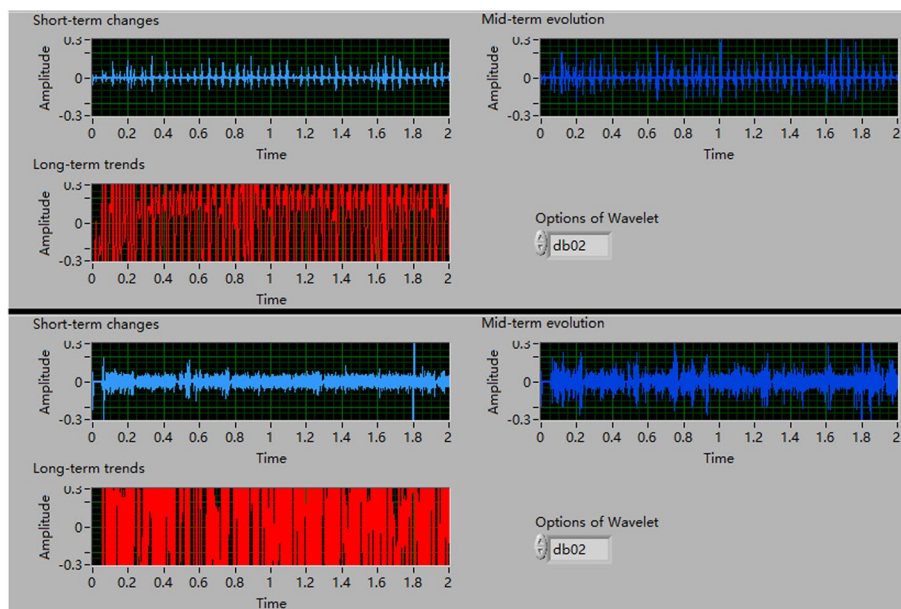 Short-term changes
Mid-term evolution
Amplitude
0.3
0
-0.3
0 0.2 0.4 0.6 0.8 1 1.2 1.4 1.6 1.8 2
Time
Amplitude
0.3
0
-0.3
0 0.2 0.4 0.6 0.8 1 1.2 1.4 1.6 1.8 2
Time
Long-term trends
Amplitude
0.3
0
-0.3
0 0.2 0.4 0.6 0.8 1 1.2 1.4 1.6 1.8 2
Time
Options of Wavelet
db02
Short-term changes
Mid-term evolution
Amplitude
0.3
0
-0.3
0 0.2 0.4 0.6 0.8 1 1.2 1.4 1.6 1.8 2
Time
Amplitude
0.3
0
-0.3
0 0.2 0.4 0.6 0.8 1 1.2 1.4 1.6 1.8 2
Time
Long-term trends
Amplitude
0.3
0
-0.3
0 0.2 0.4 0.6 0.8 1 1.2 1.4 1.6 1.8 2
Time
Options of Wavelet
db02